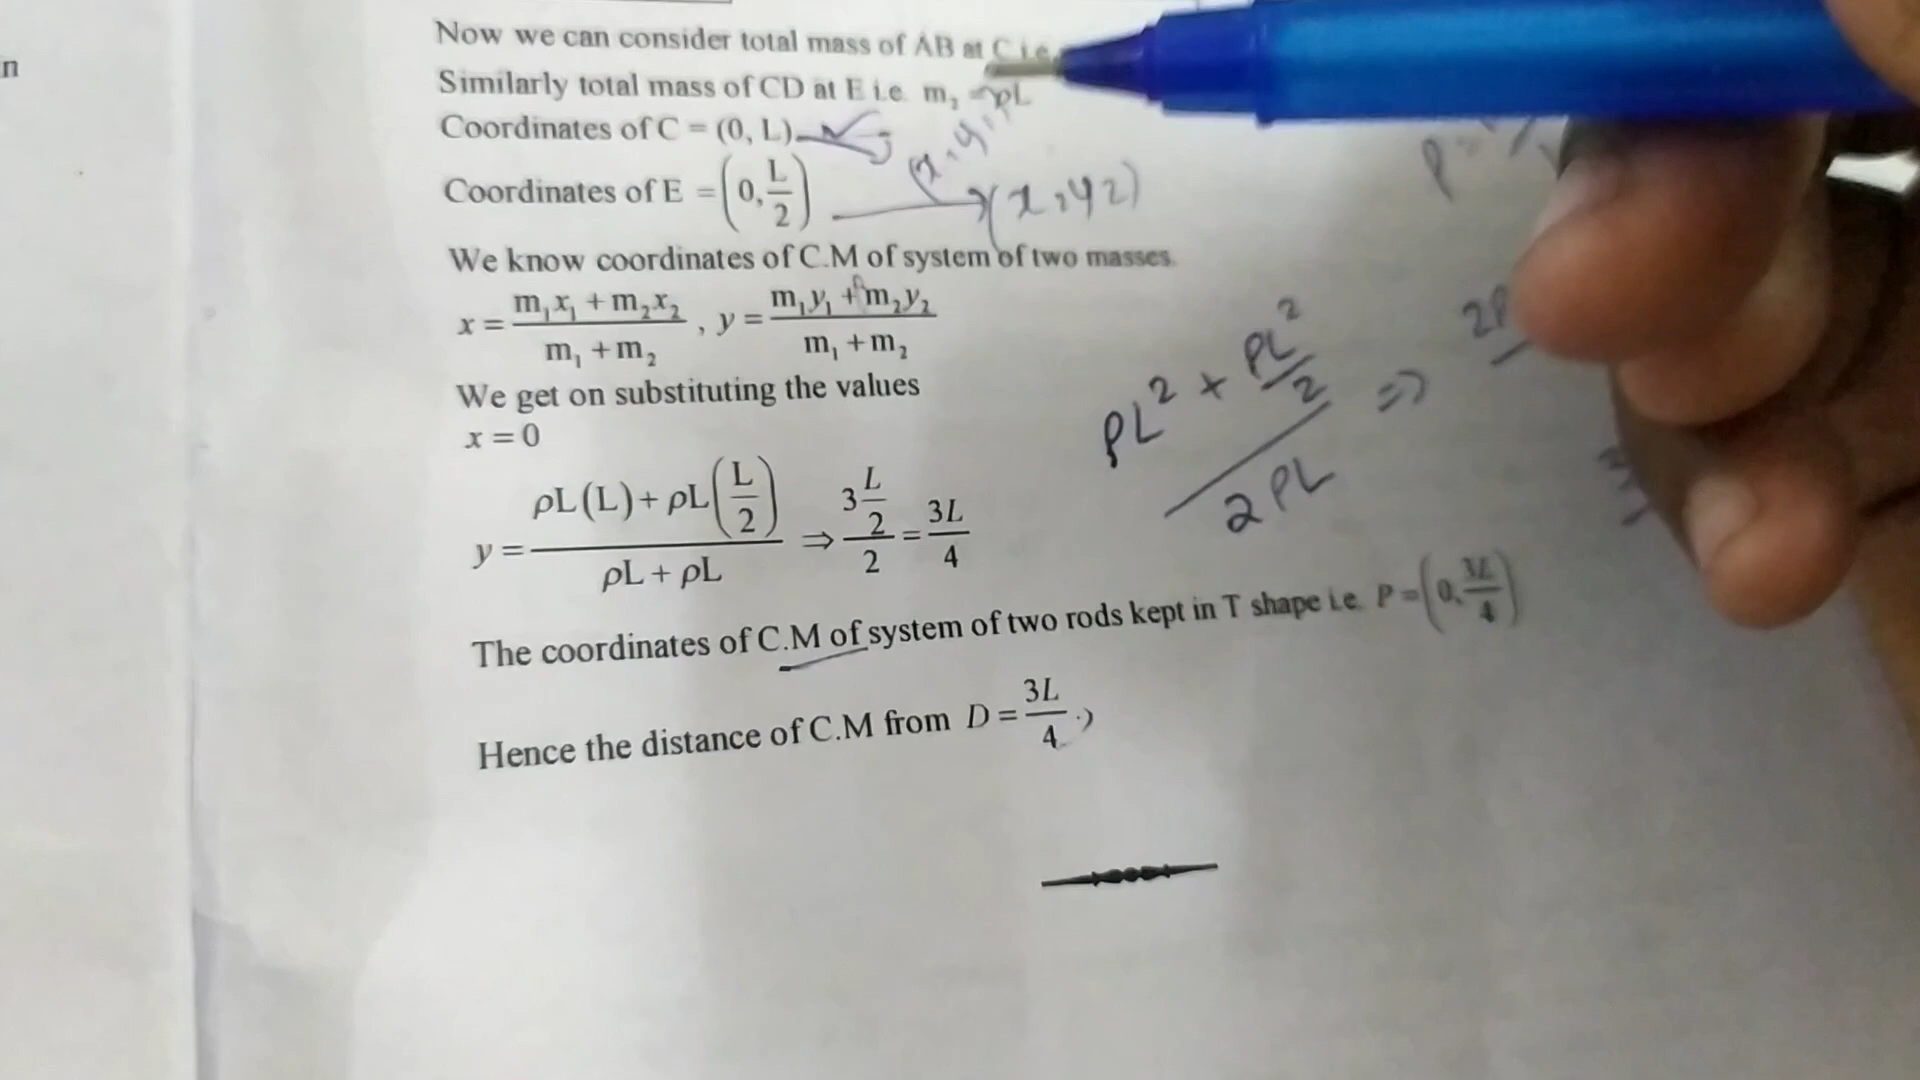 n
Now we can consider total mass of AB at C i.e.
Similarly total mass of CD at E i.e. m₂ = ρL
Coordinates of C = (0, L)
Coordinates of E = (0, L/2) (x, y2)
We know coordinates of C.M of system of two masses.
x = (m₁x₁ + m₂x₂)/(m₁ + m₂), y = (m₁y₁ + m₂y₂)/(m₁ + m₂)
We get on substituting the values
x = 0
y = (ρL(L) + ρL(L/2))/(ρL + ρL) ⇒ (3 L/2)/2 = 3L/4
(ρL² + ρL²/2)/(2ρL) ⇒
The coordinates of C.M of system of two rods kept in T shape i.e. P = (0, 3L/4)
Hence the distance of C.M from D = 3L/4 .)